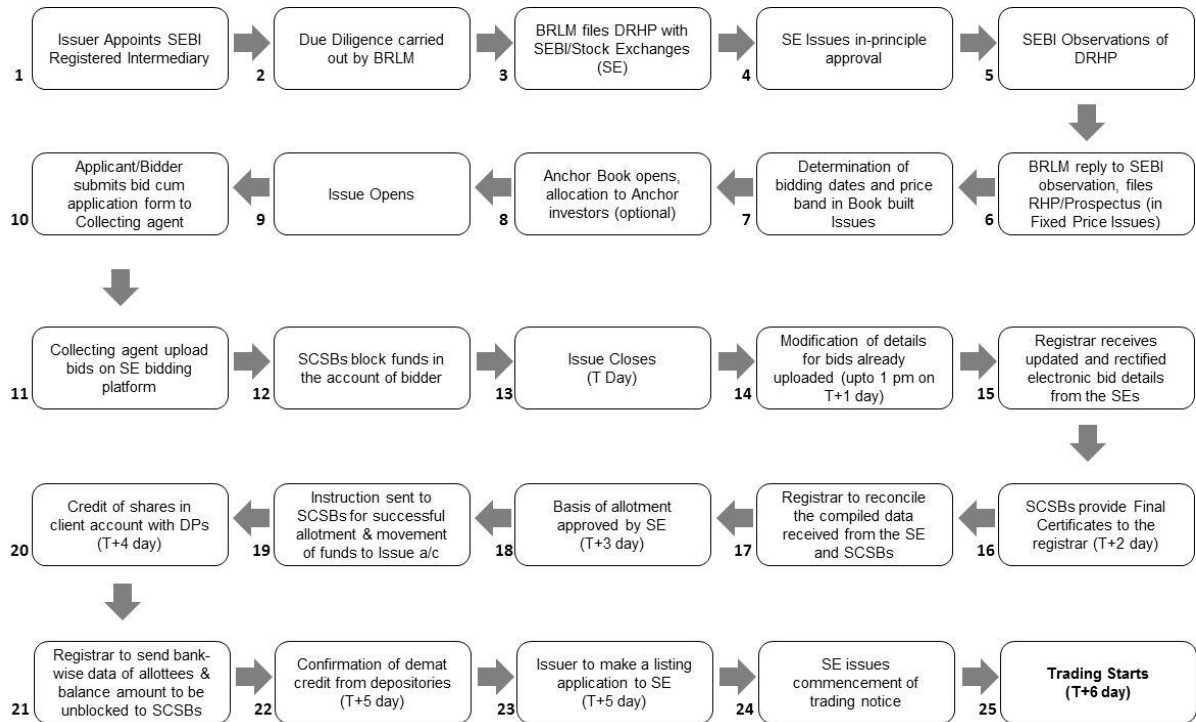 Issuer Appoints SEBI
Registered Intermediary
1
Due Diligence carried
out by BRLM
2
BRLM files DRHP with
SEBI/Stock Exchanges
(SE)
3
SE Issues in-principle
approval
4
SEBI Observations of
DRHP
5
BRLM reply to SEBI
observation, files
RHP/Prospectus (in
Fixed Price Issues)
6
Determination of
bidding dates and price
band in Book built
Issues
7
Anchor Book opens,
allocation to Anchor
investors (optional)
8
Issue Opens
9
Applicant/Bidder
submits bid cum
application form to
Collecting agent
10
Collecting agent upload
bids on SE bidding
platform
11
SCSBs block funds in
the account of bidder
12
Issue Closes
(T Day)
13
Modification of details
for bids already
uploaded (upto 1 pm on
T+1 day)
14
Registrar receives
updated and rectified
electronic bid details
from the SEs
15
SCSBs provide Final
Certificates to the
registrar (T+2 day)
16
Registrar to reconcile
the compiled data
received from the SE
and SCSBs
17
Basis of allotment
approved by SE
(T+3 day)
18
Instruction sent to
SCSBs for successful
allotment & movement
of funds to Issue a/c
19
Credit of shares in
client account with DPs
(T+4 day)
20
Registrar to send bank-
wise data of allottees &
balance amount to be
unblocked to SCSBs
21
Confirmation of demat
credit from depositories
(T+5 day)
22
Issuer to make a listing
application to SE
(T+5 day)
23
SE issues
commencement of
trading notice
24
Trading Starts
(T+6 day)
25